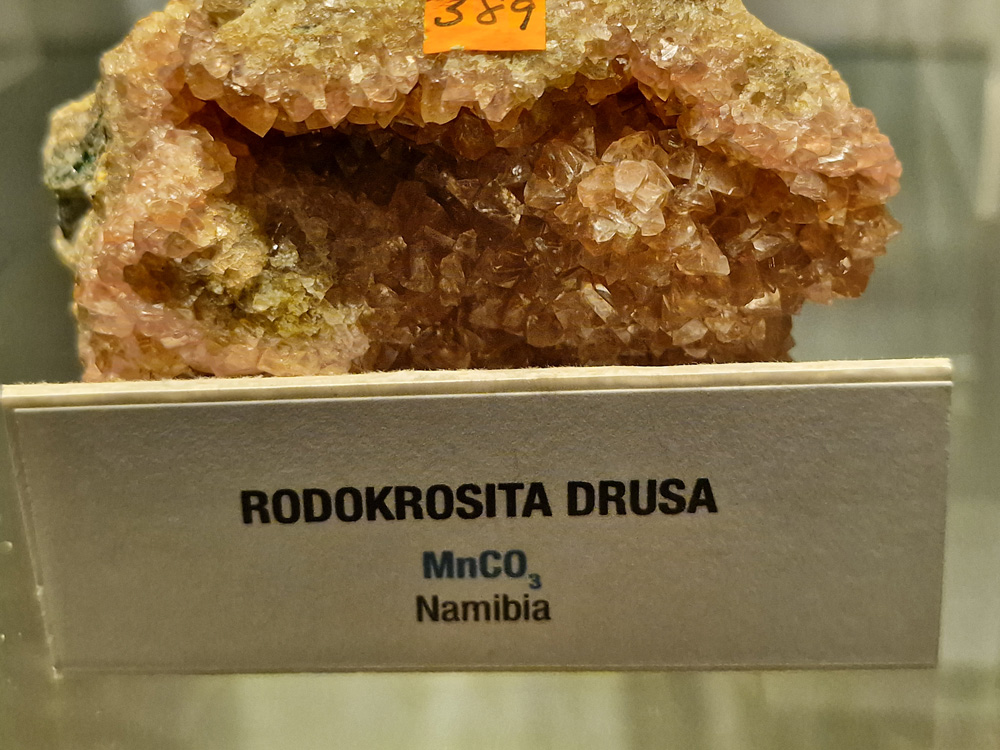 389
RODOKROSITA DRUSA
MnCO₃
Namibia